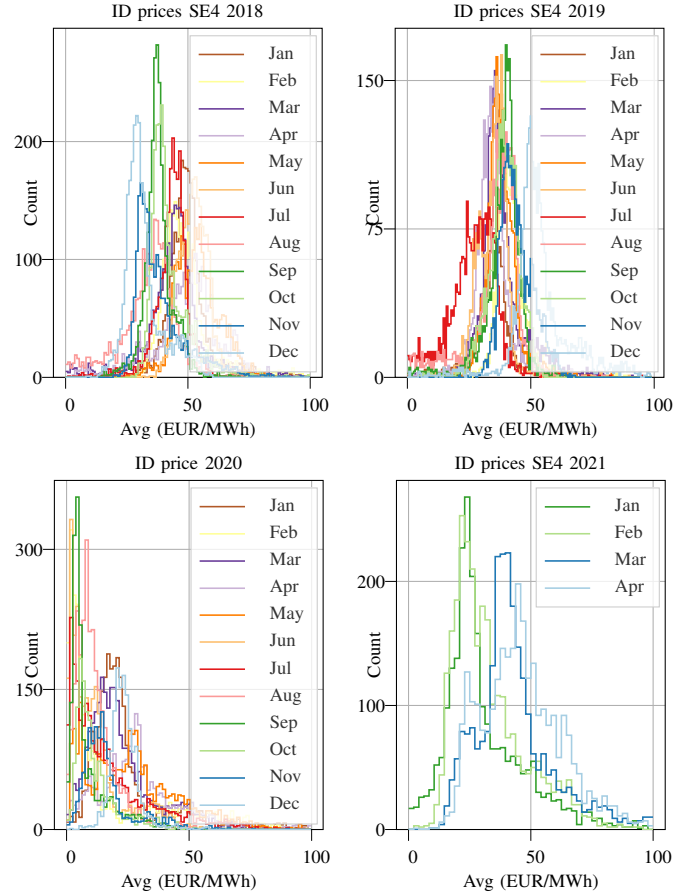 ID prices SE4 2018
Count
200
100
0
Jan
Feb
Mar
Apr
May
Jun
Jul
Aug
Sep
Oct
Nov
Dec
0 50 100
Avg (EUR/MWh)
ID prices SE4 2019
Count
150
75
0
Jan
Feb
Mar
Apr
May
Jun
Jul
Aug
Sep
Oct
Nov
Dec
0 50 100
Avg (EUR/MWh)
ID price 2020
Count
300
150
0
Jan
Feb
Mar
Apr
May
Jun
Jul
Aug
Sep
Oct
Nov
Dec
0 50 100
Avg (EUR/MWh)
ID prices SE4 2021
Count
200
100
0
Jan
Feb
Mar
Apr
0 50 100
Avg (EUR/MWh)